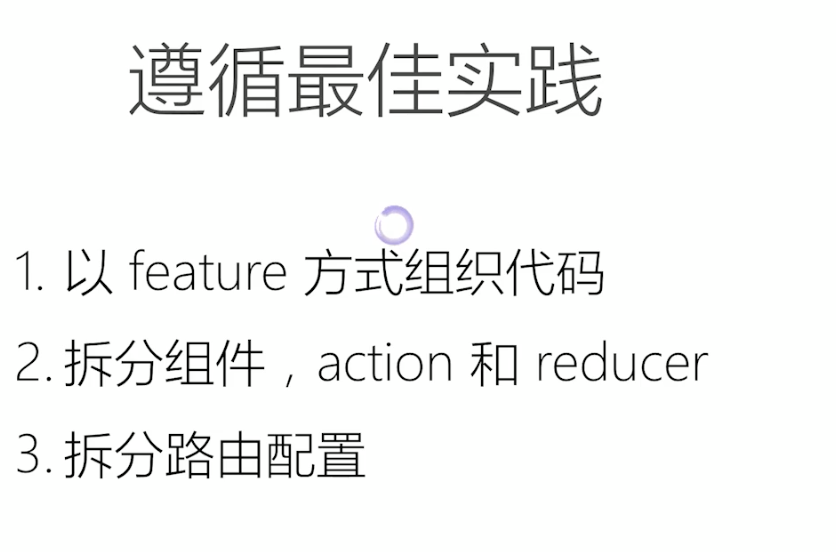 遵循最佳实践
1. 以 feature 方式组织代码
2. 拆分组件，action 和 reducer
3. 拆分路由配置